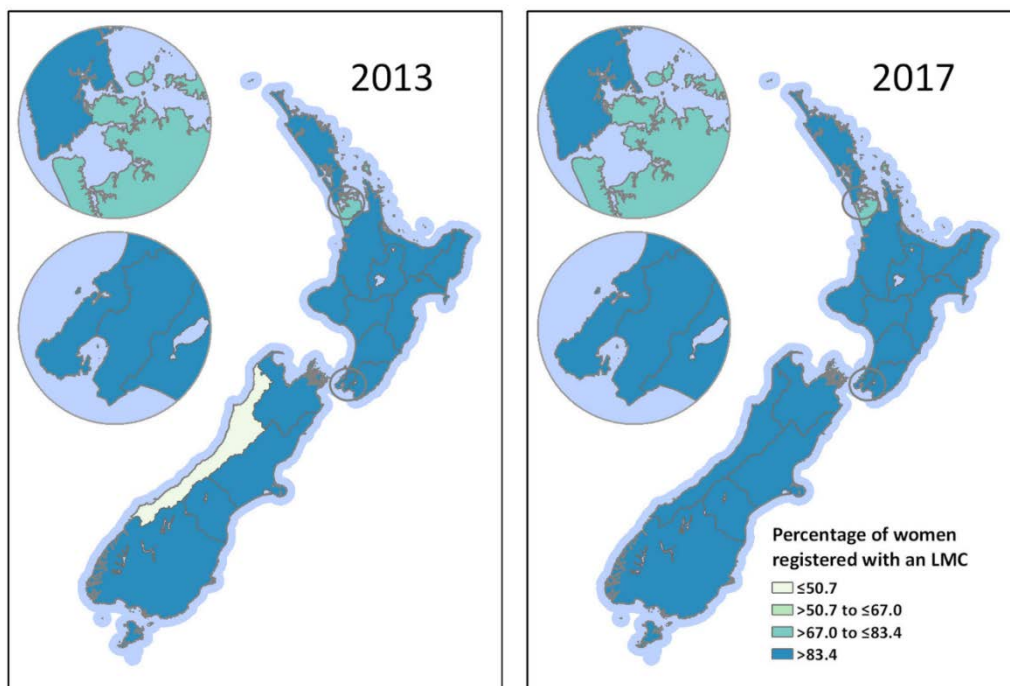 2013
2017
Percentage of women
registered with an LMC
≤50.7
>50.7 to ≤67.0
>67.0 to ≤83.4
>83.4